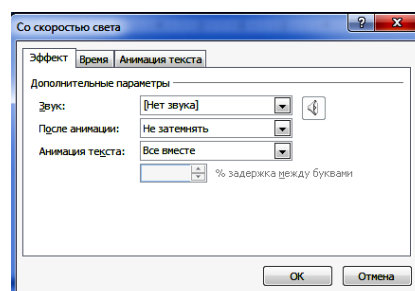 Со скоростью света
Эффект Время Анимация текста
Дополнительные параметры
Звук: [Нет звука]
После анимации: Не затемнять
Анимация текста: Все вместе
% задержка между буквами
ОК Отмена